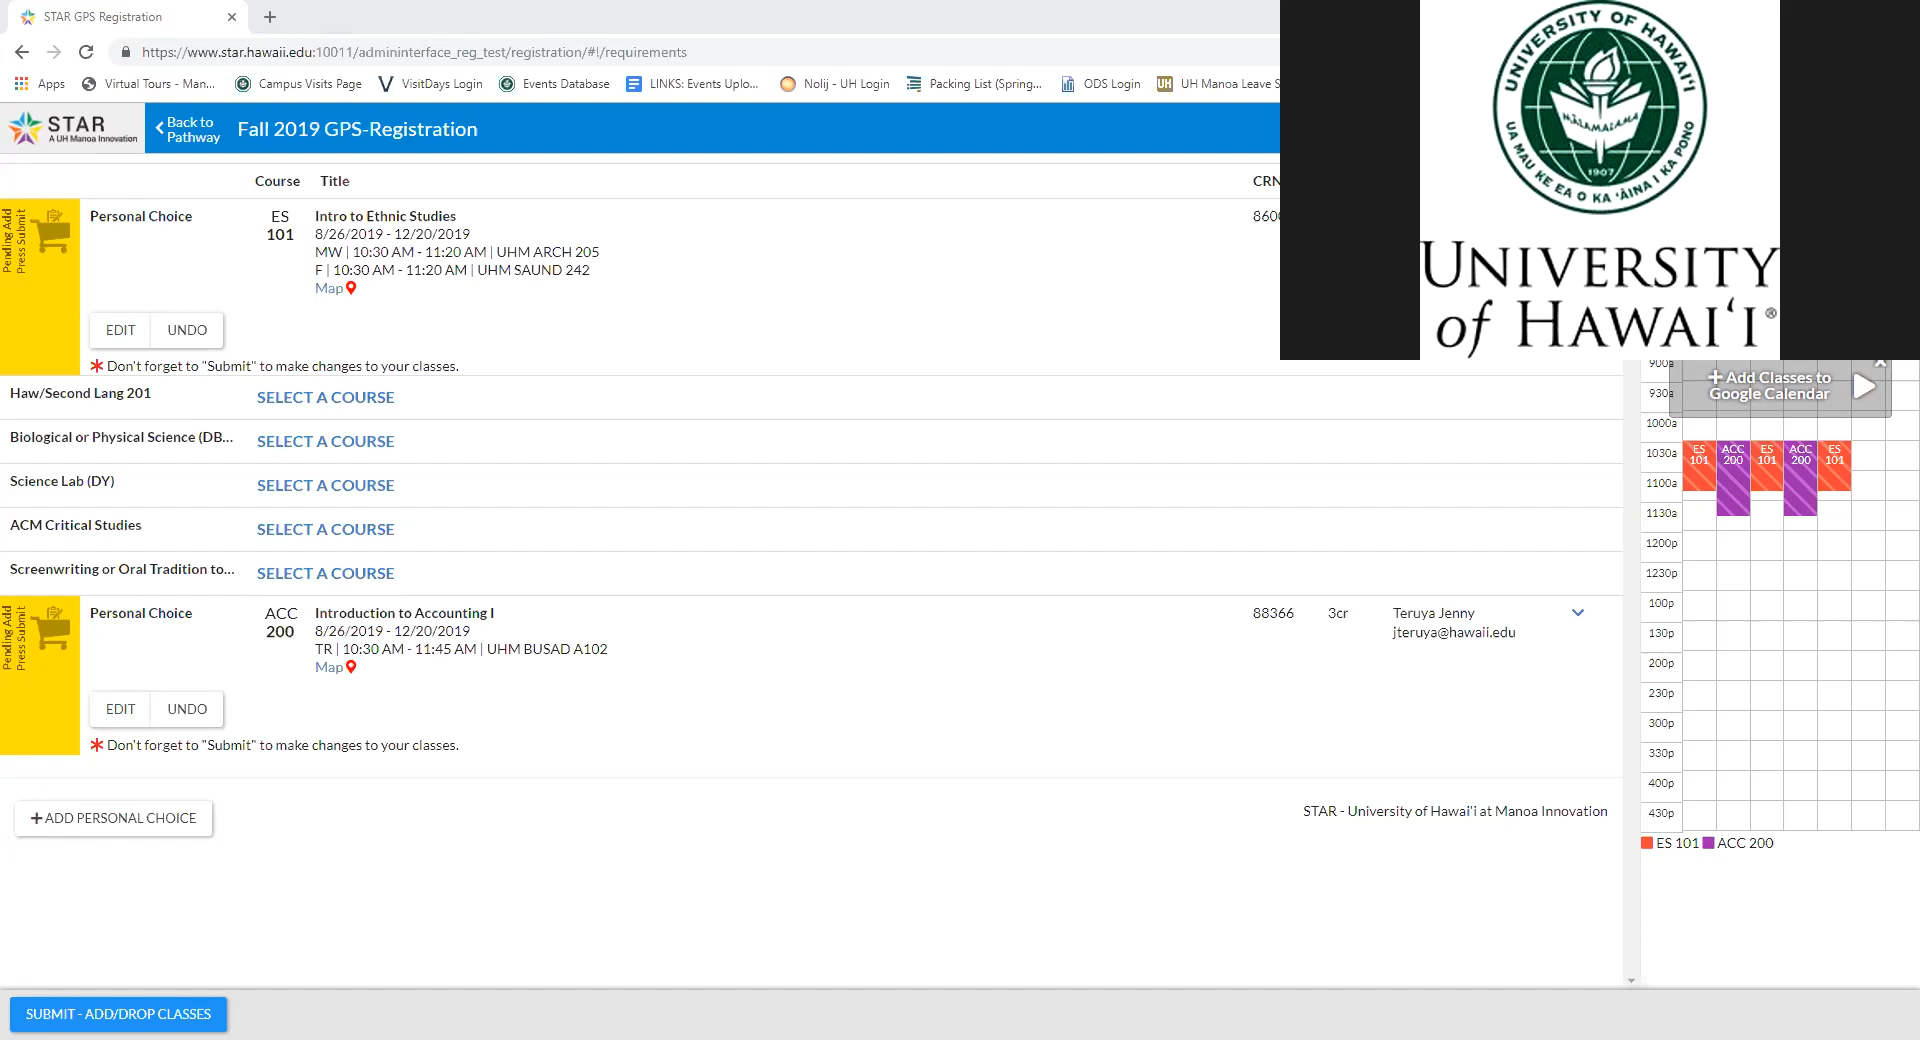 STAR GPS Registration
https://www.star.hawaii.edu:10011/admininterface_reg_test/registration/#!/requirements
Apps
Virtual Tours - Man...
Campus Visits Page
VisitDays Login
Events Database
LINKS: Events Uplo...
Nolij - UH Login
Packing List (Spring...
ODS Login
UH
UH Manoa Leave S
STAR
A UH Manoa Innovation
Back to
Pathway
Fall 2019 GPS-Registration
UNIVERSITY OF HAWAI'I
MĀLAMALAMA
1907
UA MAU KE EA O KA 'ĀINA I KA PONO
UNIVERSITY
of HAWAI‘I®
Course Title CRN
Pending Add
Press Submit
Personal Choice
ES
101
Intro to Ethnic Studies
8/26/2019 - 12/20/2019
MW | 10:30 AM - 11:20 AM | UHM ARCH 205
F | 10:30 AM - 11:20 AM | UHM SAUND 242
Map
860
EDIT UNDO
* Don't forget to "Submit" to make changes to your classes.
Haw/Second Lang 201 SELECT A COURSE
Biological or Physical Science (DB... SELECT A COURSE
Science Lab (DY) SELECT A COURSE
ACM Critical Studies SELECT A COURSE
Screenwriting or Oral Tradition to... SELECT A COURSE
Pending Add
Press Submit
Personal Choice
ACC
200
Introduction to Accounting I
8/26/2019 - 12/20/2019
TR | 10:30 AM - 11:45 AM | UHM BUSAD A102
Map
88366 3cr Teruya Jenny
jteruya@hawaii.edu
EDIT UNDO
* Don't forget to "Submit" to make changes to your classes.
+ ADD PERSONAL CHOICE
STAR - University of Hawai'i at Manoa Innovation
+ Add Classes to
Google Calendar
900a
930a
1000a
1030a
1100a
1130a
1200p
1230p
100p
130p
200p
230p
300p
330p
400p
430p
ES
101
ACC
200
ES
101
ACC
200
ES
101
ES 101 ACC 200
SUBMIT - ADD/DROP CLASSES